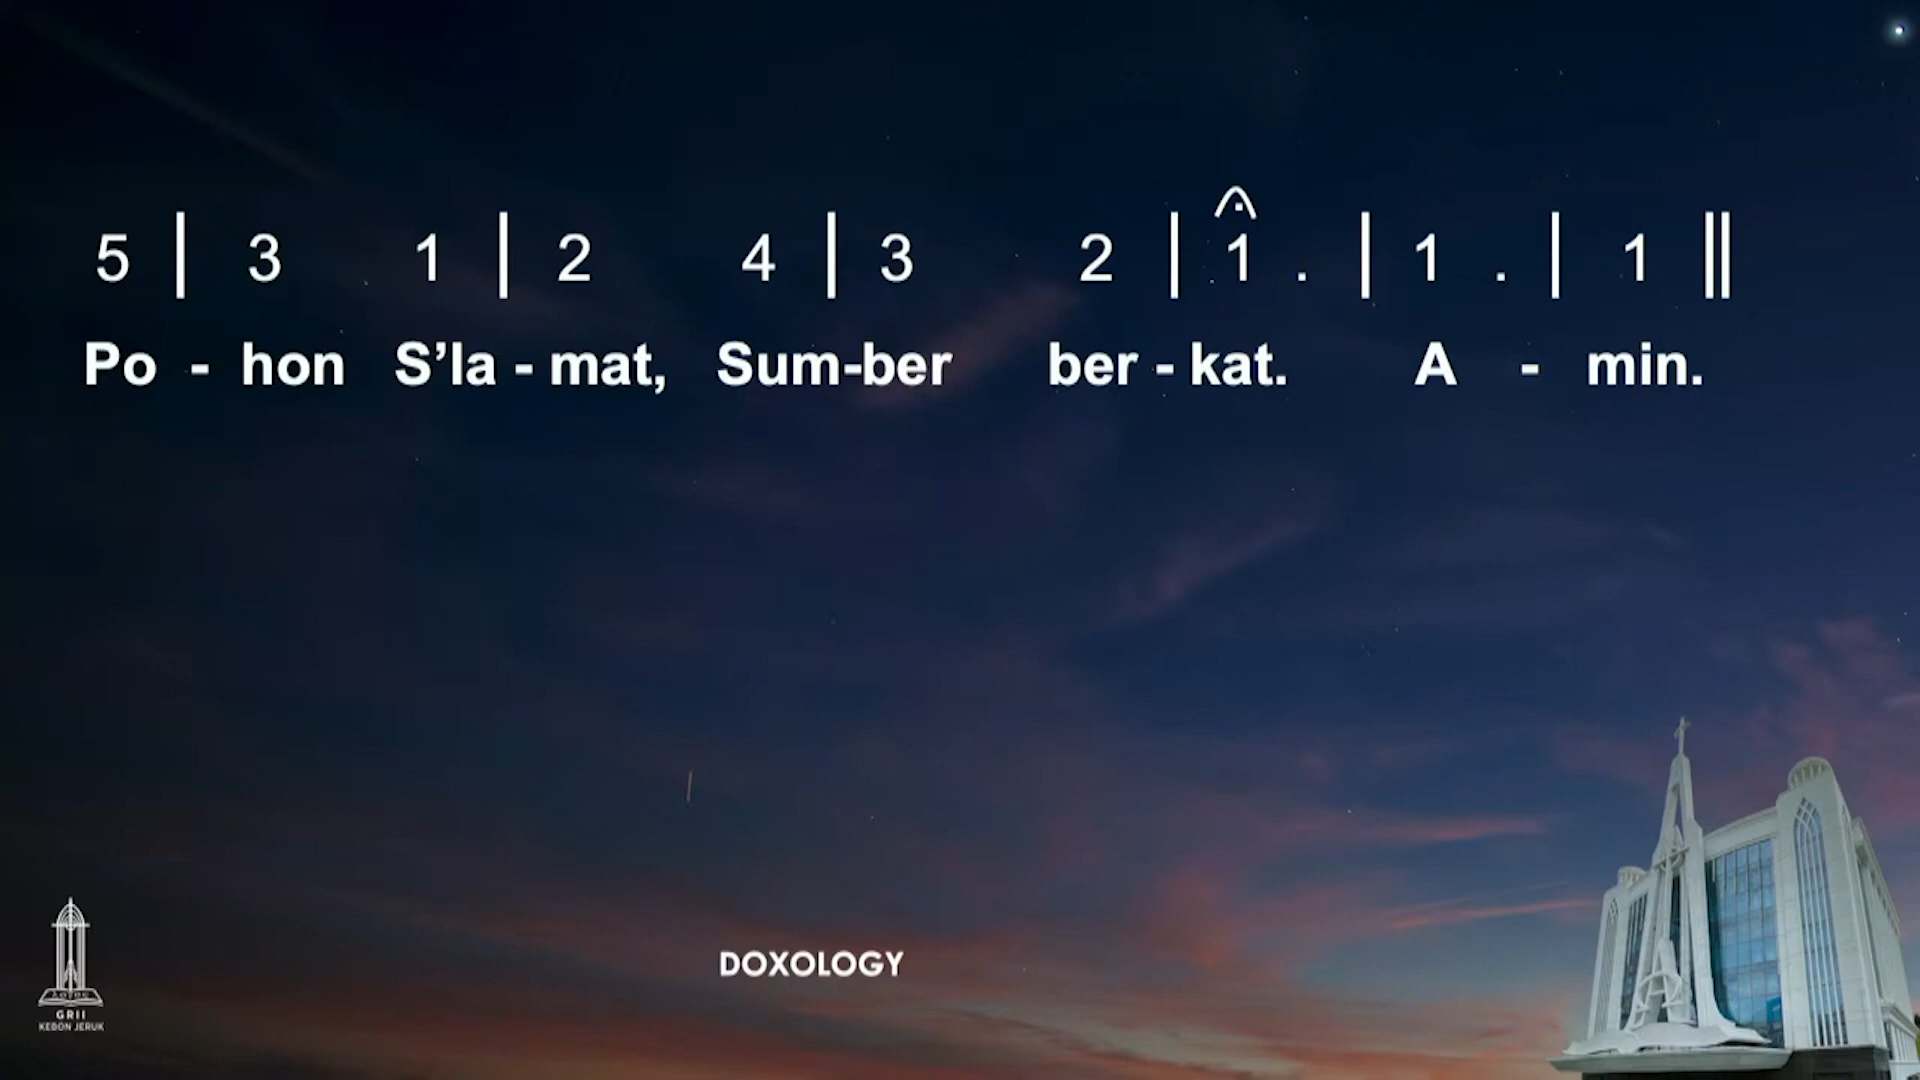 5 | 3 1 | 2 4 | 3 2 | 1 . | 1 . | 1 ||
Po - hon S’la - mat, Sum-ber ber - kat. A - min.
DOXOLOGY
GRII
KEBON JERUK